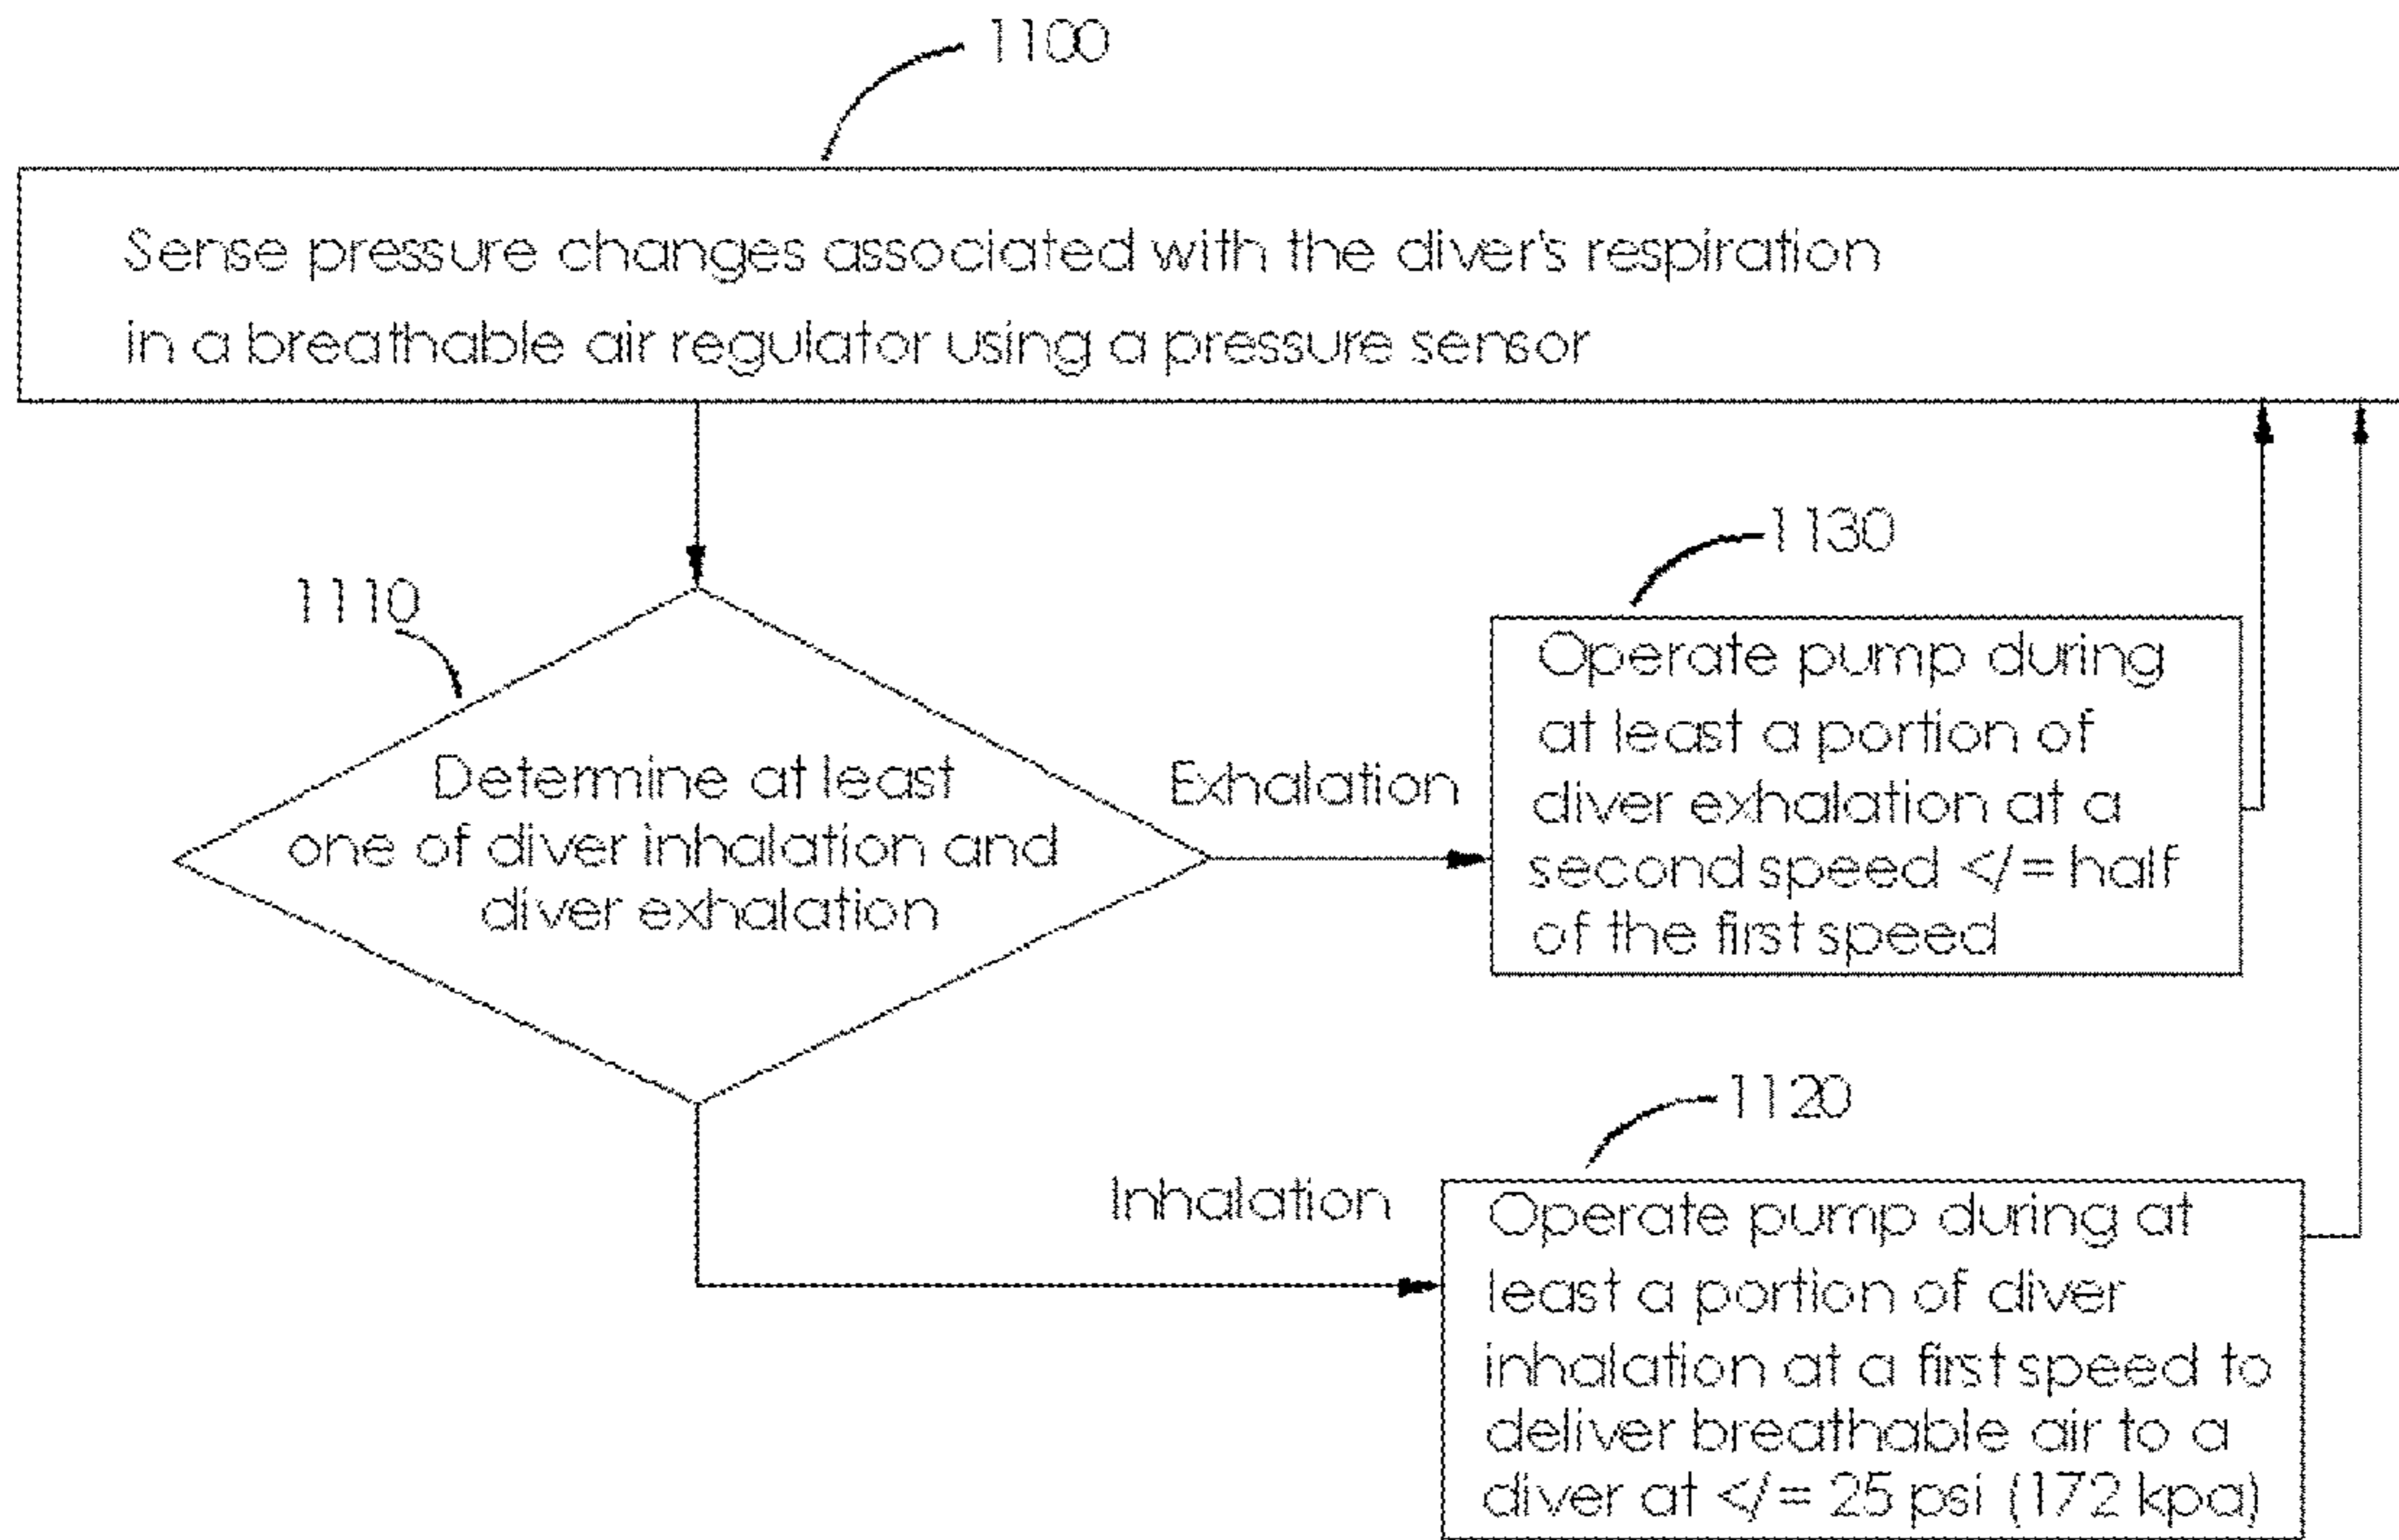 1100
Sense pressure changes associated with the diver's respiration
in a breathable air regulator using a pressure sensor
1110
Determine at least
one of diver inhalation and
diver exhalation
Exhalation
1130
Operate pump during
at least a portion of
diver exhalation at a
second speed </= half
of the first speed
Inhalation
1120
Operate pump during at
least a portion of diver
inhalation at a first speed to
deliver breathable air to a
diver at </= 25 psi (172 kpa)